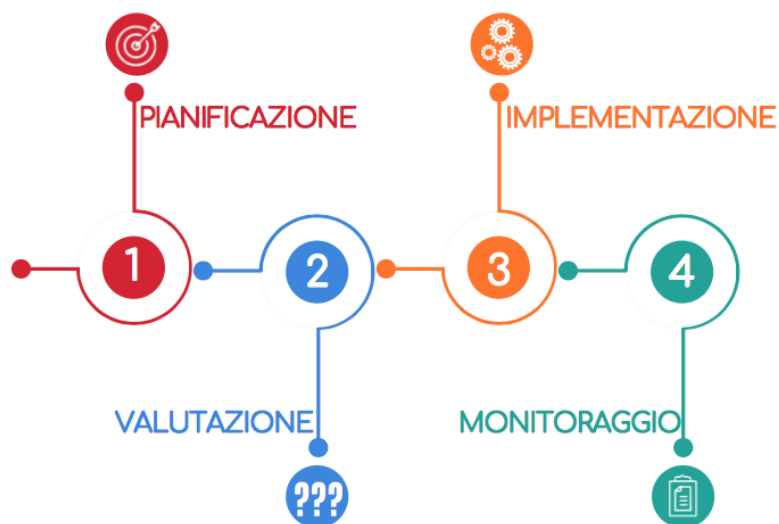 PIANIFICAZIONE
IMPLEMENTAZIONE
1
2
3
4
VALUTAZIONE
MONITORAGGIO
???